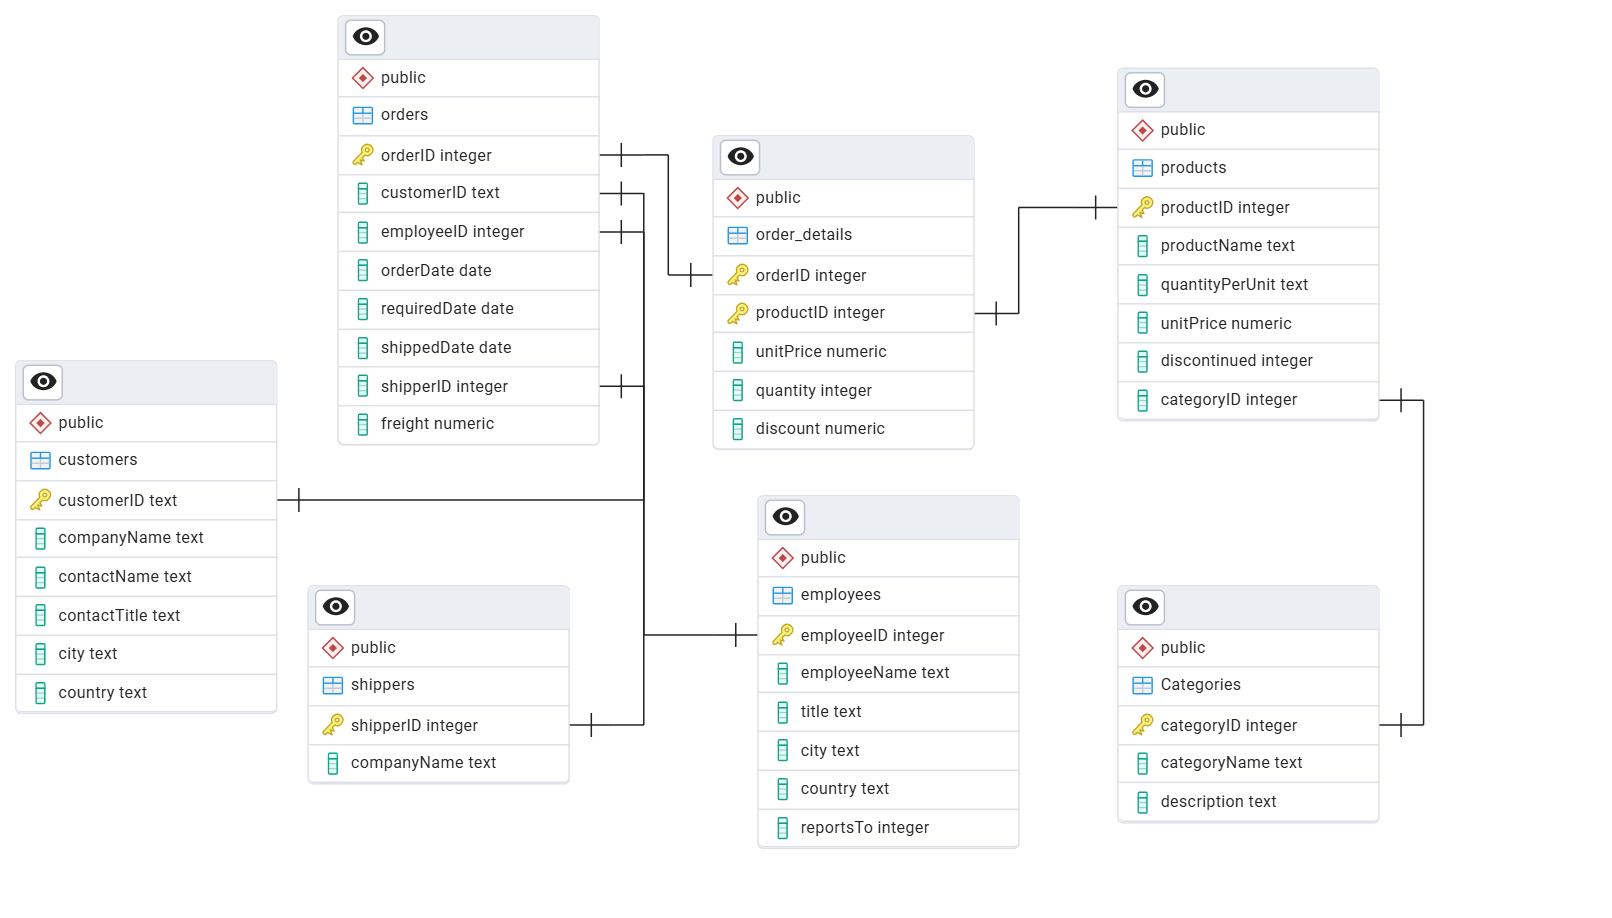 public
orders
orderID integer
customerID text
employeeID integer
orderDate date
requiredDate date
shippedDate date
shipperID integer
freight numeric
public
order_details
orderID integer
productID integer
unitPrice numeric
quantity integer
discount numeric
public
products
productID integer
productName text
quantityPerUnit text
unitPrice numeric
discontinued integer
categoryID integer
public
customers
customerID text
companyName text
contactName text
contactTitle text
city text
country text
public
shippers
shipperID integer
companyName text
public
employees
employeeID integer
employeeName text
title text
city text
country text
reportsTo integer
public
Categories
categoryID integer
categoryName text
description text